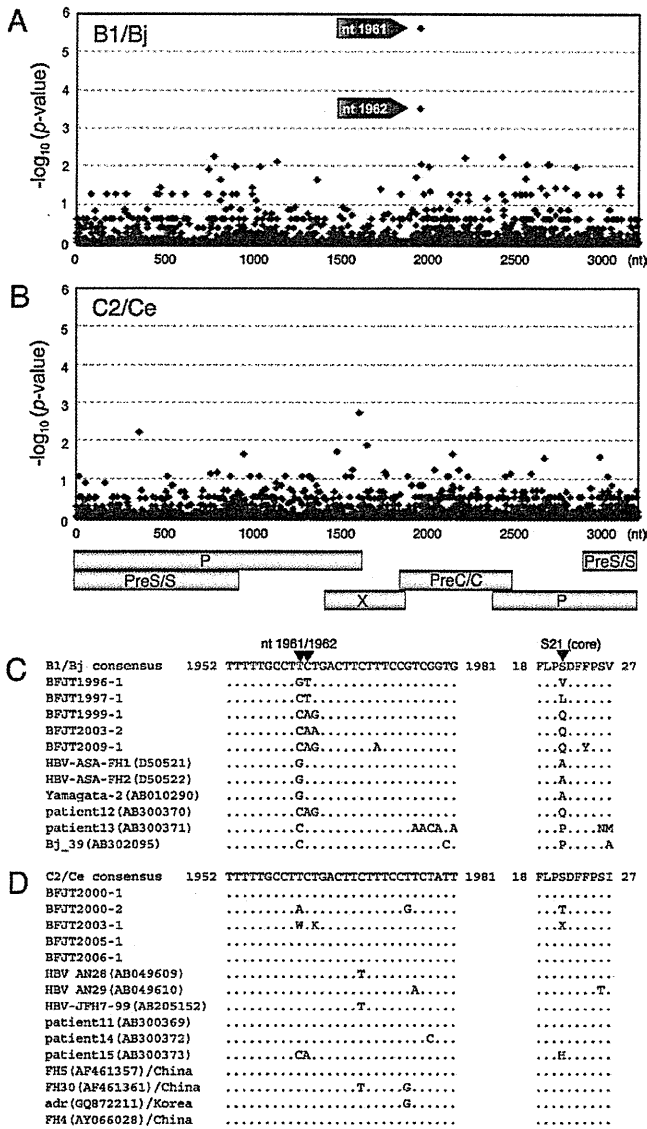 A
B1/Bj
nt 1961
nt 1962
-log10 (p-value)
6
5
4
3
2
1
0
0 500 1000 1500 2000 2500 3000 (nt)
B
C2/Ce
-log10 (p-value)
6
5
4
3
2
1
0
0 500 1000 1500 2000 2500 3000 (nt)
P
PreS/S
PreS/S
PreC/C
X
P
C
nt 1961/1962 S21 (core)
B1/Bj consensus 1952 TTTTTGCCTTCTGACTTCTTTCCGTCGGTG 1981 18 FLPSDFFPSV 27
BFJT1996-1 .........GT................... ...V......
BFJT1997-1 .........CT................... ...L......
BFJT1999-1 .........CAG.................. ...Q......
BFJT2003-2 .........CAA.................. ...Q......
BFJT2009-1 .........CAG.......A.......... ...Q..Y...
HBV-ASA-FH1(D50521) .........G.................... ...A......
HBV-ASA-FH2(D50522) .........G.................... ...A......
Yamagata-2(AB010290) .........G.................... ...A......
patient12(AB300370) .........CAG.................. ...Q......
patient13(AB300371) .........C..............AACA.A ...P....NM
Bj_39(AB302095) .........C..................C. ...P.....A
D
C2/Ce consensus 1952 TTTTTGCCTTCTGACTTCTTTCCTTCTATT 1981 18 FLPSDFFPSI 27
BFJT2000-1 .............................. ..........
BFJT2000-2 .........A.............G...... ...T......
BFJT2003-1 .........W.K.................. ...X......
BFJT2005-1 .............................. ..........
BFJT2006-1 .............................. ..........
HBV AN28(AB049609) .................T............ ..........
HBV AN29(AB049610) ........................A..... ........T.
HBV-JFH7-99(AB205152) .................T............ ..........
patient11(AB300369) .............................. ..........
patient14(AB300372) ..........................C... ..........
patient15(AB300373) .........CA................... ...H......
FH5(AF461357)/China .............................. ..........
FH30(AF461361)/China .................T.....G...... ..........
adr(GQ872211)/Korea .......................G...... ..........
FH4(AY066028)/China .............................. ..........